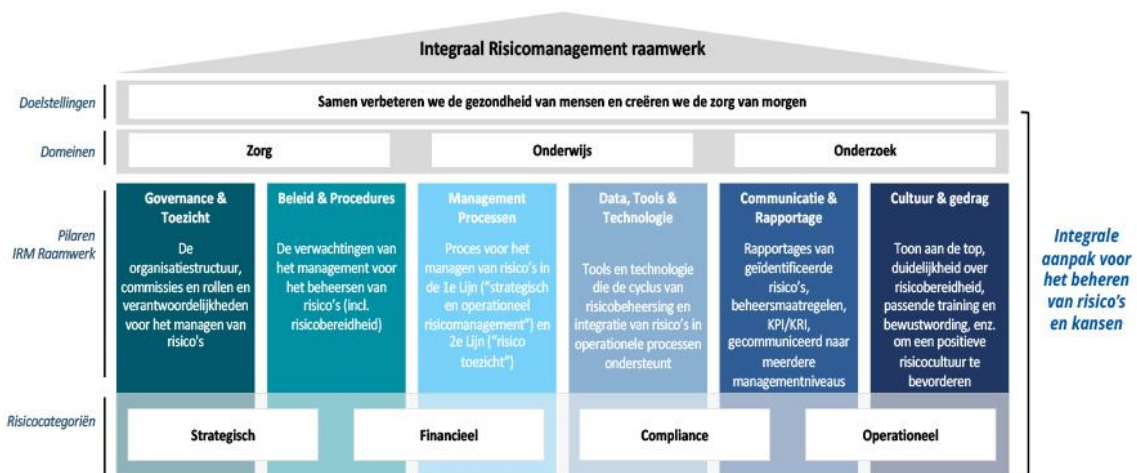 Integraal Risicomanagement raamwerk
Doelstellingen
Samen verbeteren we de gezondheid van mensen en creëren we de zorg van morgen
Domeinen
Zorg
Onderwijs
Onderzoek
Pilaren
IRM Raamwerk
Governance &
Toezicht
De
organisatiestructuur,
commissies en rollen en
verantwoordelijkheden
voor het managen van
risico's
Beleid & Procedures
De verwachtingen van
het management voor
het beheersen van
risico's (incl.
risicobereidheid)
Management
Processen
Proces voor het
managen van risico's in
de 1e Lijn ("strategisch
en operationeel
risicomanagement") en
2e Lijn ("risico
toezicht")
Data, Tools &
Technologie
Tools en technologie
die de cyclus van
risicobeheersing en
integratie van risico's in
operationele processen
ondersteunt
Communicatie &
Rapportage
Rapportages van
geïdentificeerde
risico's,
beheersmaatregelen,
KPI/KRI,
gecommuniceerd naar
meerdere
managementniveaus
Cultuur & gedrag
Toon aan de top,
duidelijkheid over
risicobereidheid,
passende training en
bewustwording, enz.
om een positieve
risicocultuur te
bevorderen
Integrale
aanpak voor
het beheren
van risico's
en kansen
Risicocategoriën
Strategisch
Financieel
Compliance
Operationeel